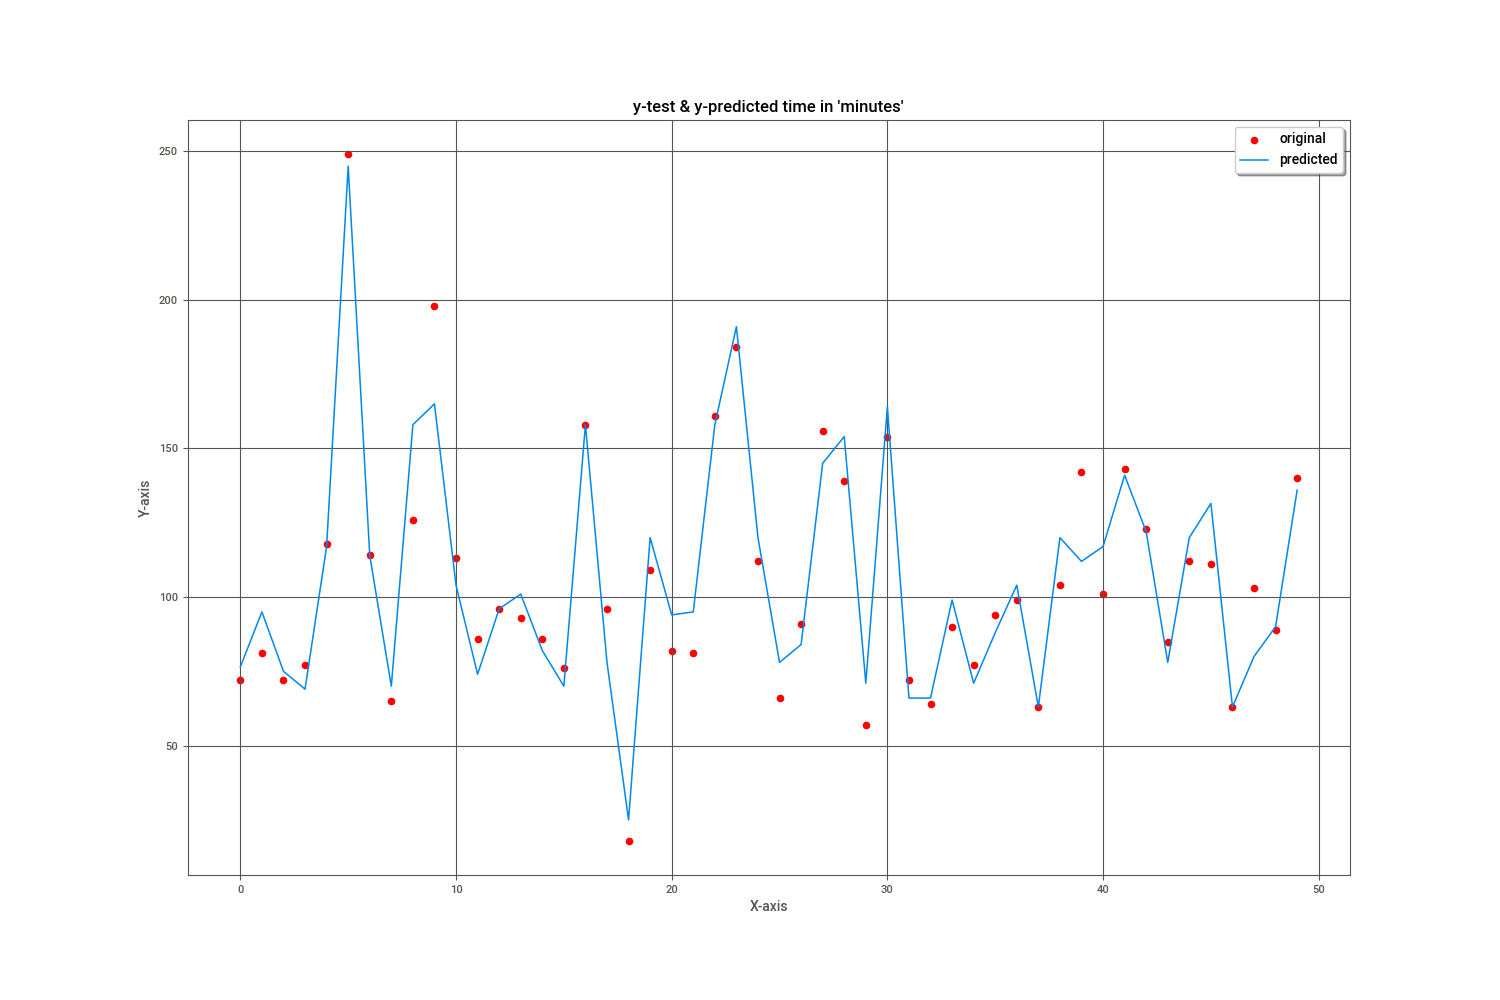 y-test & y-predicted time in 'minutes'
original
predicted
250
200
150
100
50
Y-axis
0 10 20 30 40 50
X-axis